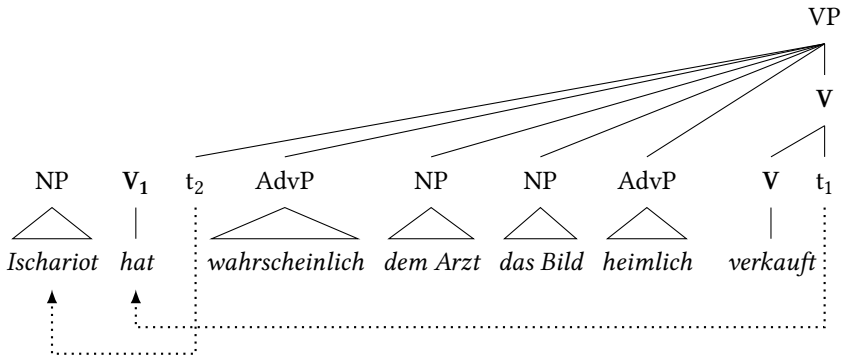 VP
V
NP V₁ t₂ AdvP NP NP AdvP V t₁
Ischariot hat wahrscheinlich dem Arzt das Bild heimlich verkauft